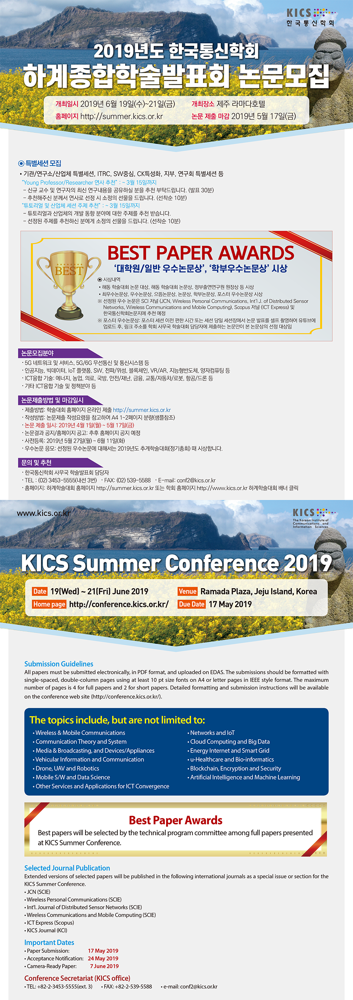 KICS
한국통신학회
2019년도 한국통신학회
하계종합학술발표회 논문모집
개최일시 2019년 6월 19일(수)~21일(금)
개최장소 제주 라마다호텔
홈페이지 http://summer.kics.or.kr
논문 제출 마감 2019년 5월 17일(금)
특별세션 모집
• 기관/연구소/산업체 특별세션, ITRC, SW중심, CK특성화, 지부, 연구회 특별세션 등
“Young Professor/Researcher 연사 추천” : ~ 3월 15일까지
- 신규 교수 및 연구자의 최신 연구내용을 공유하실 분을 추천 부탁드립니다. (발표 30분)
- 추천해주신 분께서 연사로 선정 시 소정의 선물을 드립니다. (선착순 10분)
“튜토리얼 및 산업체 세션 주제 추천” : ~ 3월 15일까지
- 튜토리얼과 산업체의 개발 동향 분야에 대한 주제를 추천 받습니다.
- 선정된 주제를 추천하신 분에게 소정의 선물을 드립니다. (선착순 10분)
BEST
BEST PAPER AWARDS
‘대학원/일반 우수논문상’, ‘학부우수논문상’ 시상
시상내역
• 해동 학술대회 논문 대상, 해동 학술대회 논문상, 정부출연연구원 원장상 등 시상
• 최우수논문상, 우수논문상, 으뜸논문상, 논문상, 학부논문상, 포스터 우수논문상 시상
※ 선정된 우수 논문은 SCI 저널 (JCN, Wireless Personal Communications, Int'l J. of Distributed Sensor
Networks, Wireless Communications and Mobile Computing), Scopus 저널 (ICT Express) 및
한국통신학회논문지에 추천 예정
※ 포스터 우수논문상: 포스터 세션 이전 편한 시간 또는 세션 당일 세션장에서 논문 발표를 셀프 촬영하여 유튜브에
업로드 후, 링크 주소를 학회 사무국 학술대회 담당자에 제출하는 논문만이 본 논문상의 선정 대상임
논문모집분야
· 5G 네트워크 및 서비스, 5G/6G 무선통신 및 통신시스템 등
· 인공지능, 빅데이터, IoT 플랫폼, SW, 전파/위성, 블록체인, VR/AR, 지능형반도체, 양자컴퓨팅 등
· ICT융합 기술: 에너지, 농업, 의료, 국방, 안전/재난, 금융, 교통/자동차/로봇, 항공/드론 등
· 기타 ICT융합 기술 및 정책분야 등
논문제출방법 및 마감일시
· 제출방법: 학술대회 홈페이지 온라인 제출 http://summer.kics.or.kr
· 작성방법: 논문제출 작성요령을 참고하여 A4 1~2페이지 분량(샘플참조)
· 논문 제출 일시: 2019년 4월 1일(월) ~ 5월 17일(금)
· 논문결과 공지/홈페이지 공고: 추후 홈페이지 공지 예정
· 사전등록: 2019년 5월 27일(월) ~ 6월 11일(화)
· 우수논문 응모: 선정된 우수논문에 대해서는 2019년도 추계학술대회(정기총회) 때 시상합니다.
문의 및 추천
· 한국통신학회 사무국 학술발표회 담당자
· TEL : (02) 3453-5555(내선 3번) · FAX: (02) 539-5588 · E-mail: conf2@kics.or.kr
· 홈페이지: 하계학술대회 홈페이지 http://summer.kics.or.kr 또는 학회 홈페이지 http://www.kics.or.kr 하계학술대회 배너 클릭
www.kics.or.kr
KICS
The Korean Institute of
Communications and
Information Sciences
KICS Summer Conference 2019
Date 19(Wed) ~ 21(Fri) June 2019
Venue Ramada Plaza, Jeju Island, Korea
Home page http://conference.kics.or.kr/
Due Date 17 May 2019
Submission Guidelines
All papers must be submitted electronically, in PDF format, and uploaded on EDAS. The submissions should be formatted with
single-spaced, double-column pages using at least 10 pt size fonts on A4 or letter pages in IEEE style format. The maximum
number of pages is 4 for full papers and 2 for short papers. Detailed formatting and submission instructions will be available
on the conference web site (http://conference.kics.or.kr/).
The topics include, but are not limited to:
• Wireless & Mobile Communications
• Communication Theory and System
• Media & Broadcasting, and Devices/Appliances
• Vehicular Information and Communication
• Drone, UAV and Robotics
• Mobile S/W and Data Science
• Other Services and Applications for ICT Convergence
• Networks and IoT
• Cloud Computing and Big Data
• Energy Internet and Smart Grid
• u-Healthcare and Bio-informatics
• Blockchain, Encryption and Security
• Artificial Intelligence and Machine Learning
Best Paper Awards
Best papers will be selected by the technical program committee among full papers presented
at KICS Summer Conference.
Selected Journal Publication
Extended versions of selected papers will be published in the following international journals as a special issue or section for the
KICS Summer Conference.
• JCN (SCIE)
• Wireless Personal Communications (SCIE)
• Int'l. Journal of Distributed Sensor Networks (SCIE)
• Wireless Communications and Mobile Computing (SCIE)
• ICT Express (Scopus)
• KICS Journal (KCI)
Important Dates
• Paper Submission: 17 May 2019
• Acceptance Notification: 24 May 2019
• Camera-Ready Paper: 7 June 2019
Conference Secretariat (KICS office)
• TEL: +82-2-3453-5555(ext. 3) • FAX: +82-2-539-5588 • e-mail: conf2@kics.or.kr